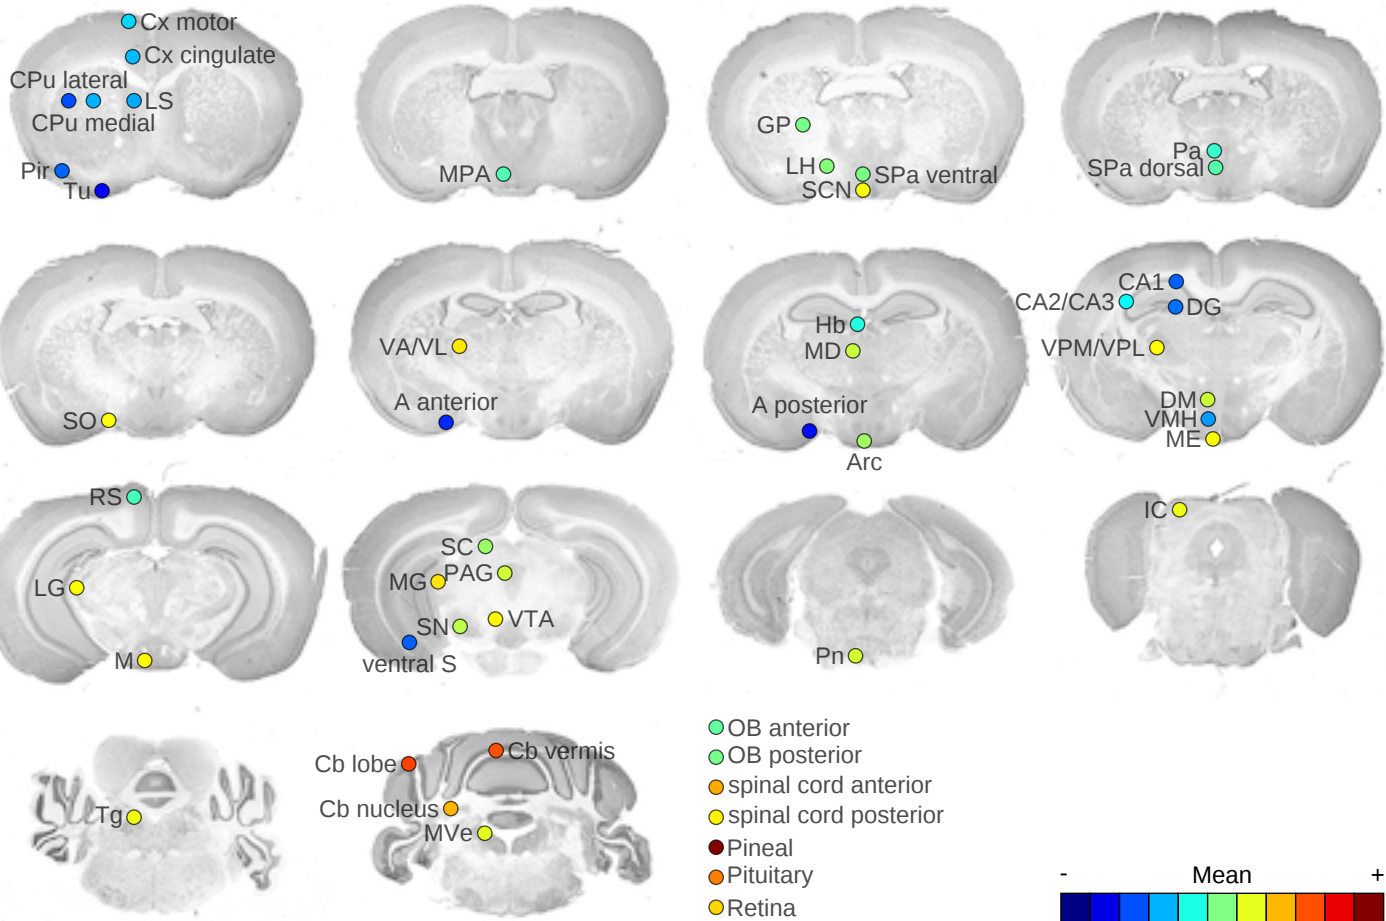 Cx motor
Cx cingulate
CPu lateral
LS
CPu medial
Pir
Tu
MPA
GP
LH
SPa ventral
SCN
Pa
SPa dorsal
SO
VA/VL
A anterior
Hb
MD
A posterior
Arc
CA1
CA2/CA3
DG
VPM/VPL
DM
VMH
ME
RS
LG
M
SC
PAG
MG
VTA
SN
ventral S
Pn
IC
Tg
Cb vermis
Cb lobe
Cb nucleus
MVe
OB anterior
OB posterior
spinal cord anterior
spinal cord posterior
Pineal
Pituitary
Retina
- Mean +